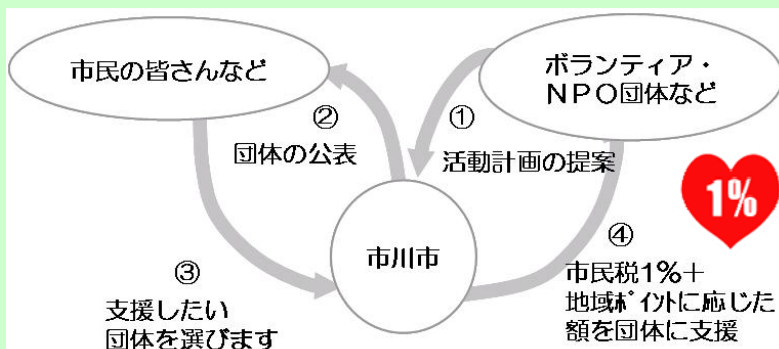 市民の皆さんなど
ボランティア・
NPO団体など
①
活動計画の提案
②
団体の公表
市川市
1%
③
支援したい
団体を選びます
④
市民税1%+
地域ﾎﾟｲﾝﾄに応じた
額を団体に支援